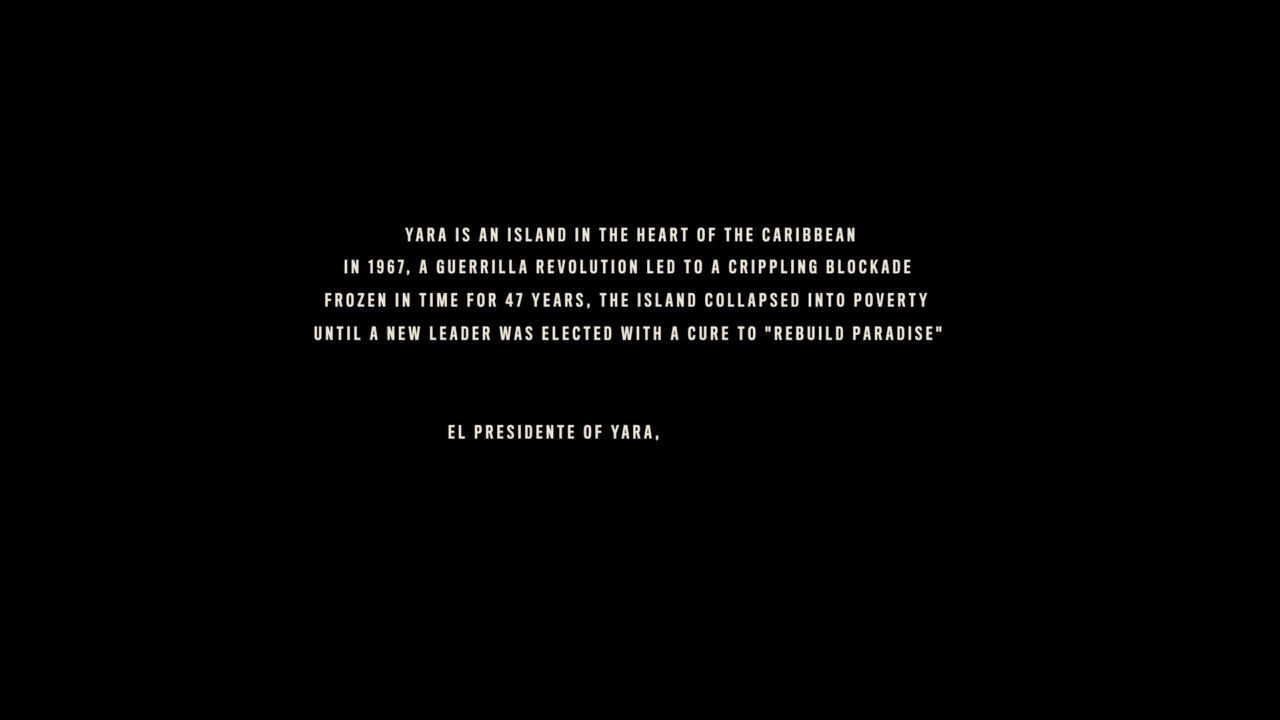 YARA IS AN ISLAND IN THE HEART OF THE CARIBBEAN
IN 1967, A GUERRILLA REVOLUTION LED TO A CRIPPLING BLOCKADE
FROZEN IN TIME FOR 47 YEARS, THE ISLAND COLLAPSED INTO POVERTY
UNTIL A NEW LEADER WAS ELECTED WITH A CURE TO "REBUILD PARADISE"
EL PRESIDENTE OF YARA,